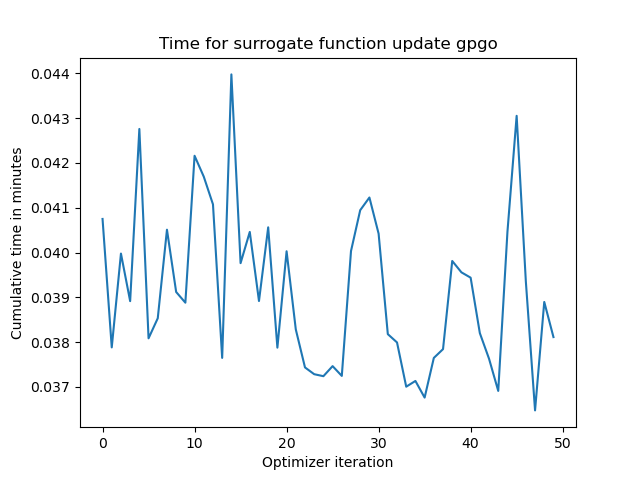 Time for surrogate function update gpgo
Cumulative time in minutes
0.044
0.043
0.042
0.041
0.040
0.039
0.038
0.037
0 10 20 30 40 50
Optimizer iteration